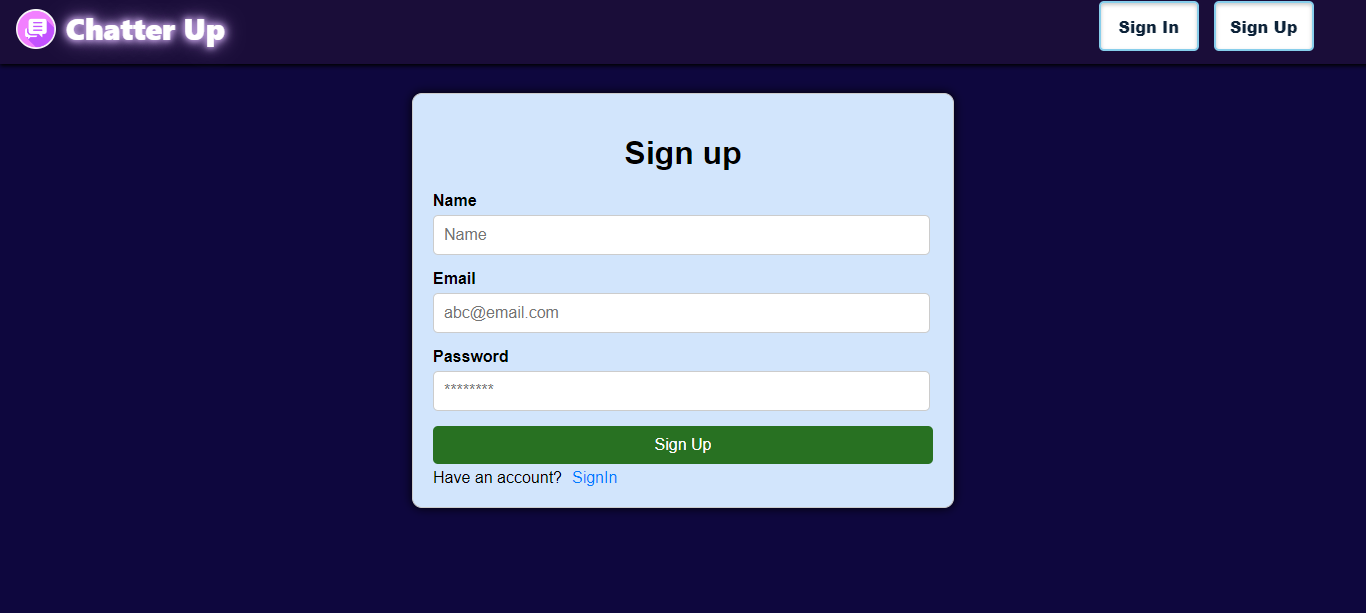 Chatter Up
Sign In
Sign Up
Sign up
Name
Name
Email
abc@email.com
Password
********
Sign Up
Have an account? SignIn